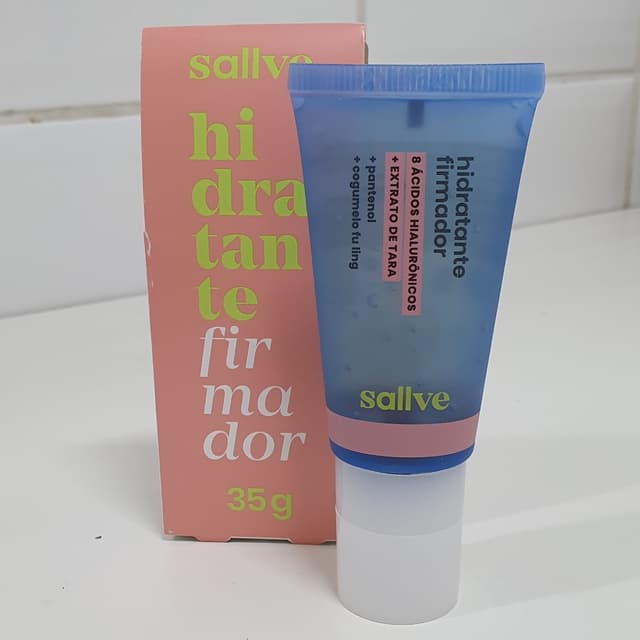 sallve
hi
dra
tan
te
fir
ma
dor
35g
hidratante
firmador
8 ÁCIDOS HIALURÔNICOS
+ EXTRATO DE TARA
+ pantenol
+ cogumelo fu ling
sallve